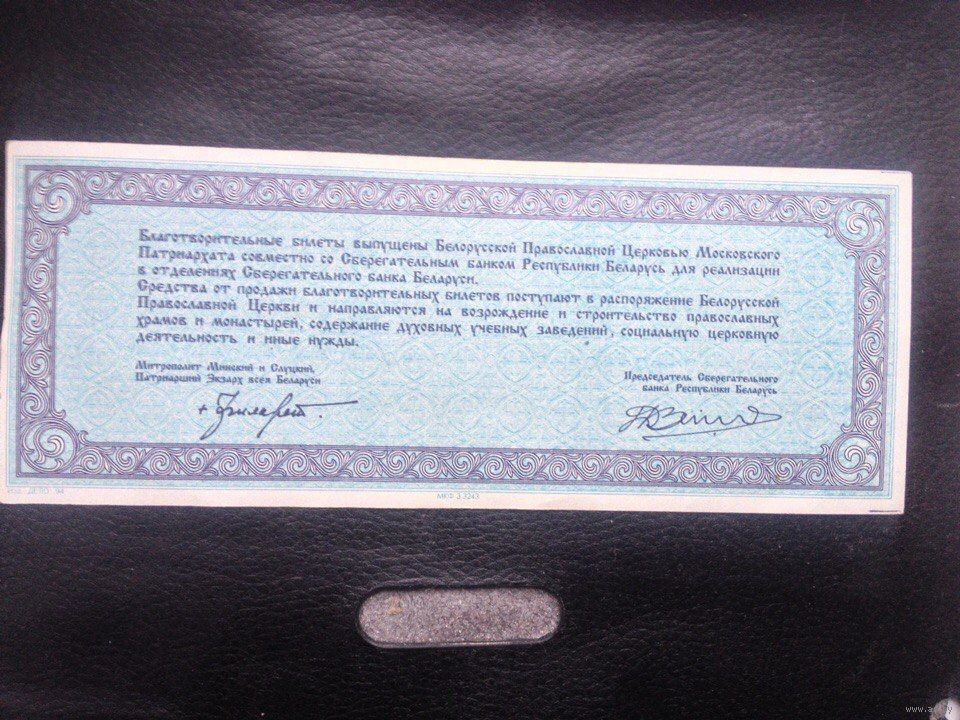 Благотворительные билеты выпущены Белорусской Православной Церковью Московского
Патриархата совместно со Сберегательным банком Республики Беларусь для реализации
в отделениях Сберегательного банка Беларуси.
Средства от продажи благотворительных билетов поступают в распоряжение Белорусской
Православной Церкви и направляются на возрождение и строительство православных
храмов и монастырей, содержание духовных учебных заведений, социальную церковную
деятельность и иные нужды.
Митрополит Минский и Слуцкий,
Патриарший Экзарх всея Беларуси
+ Филарет.
Председатель Сберегательного
банка Республики Беларусь
МКФ 3.3243